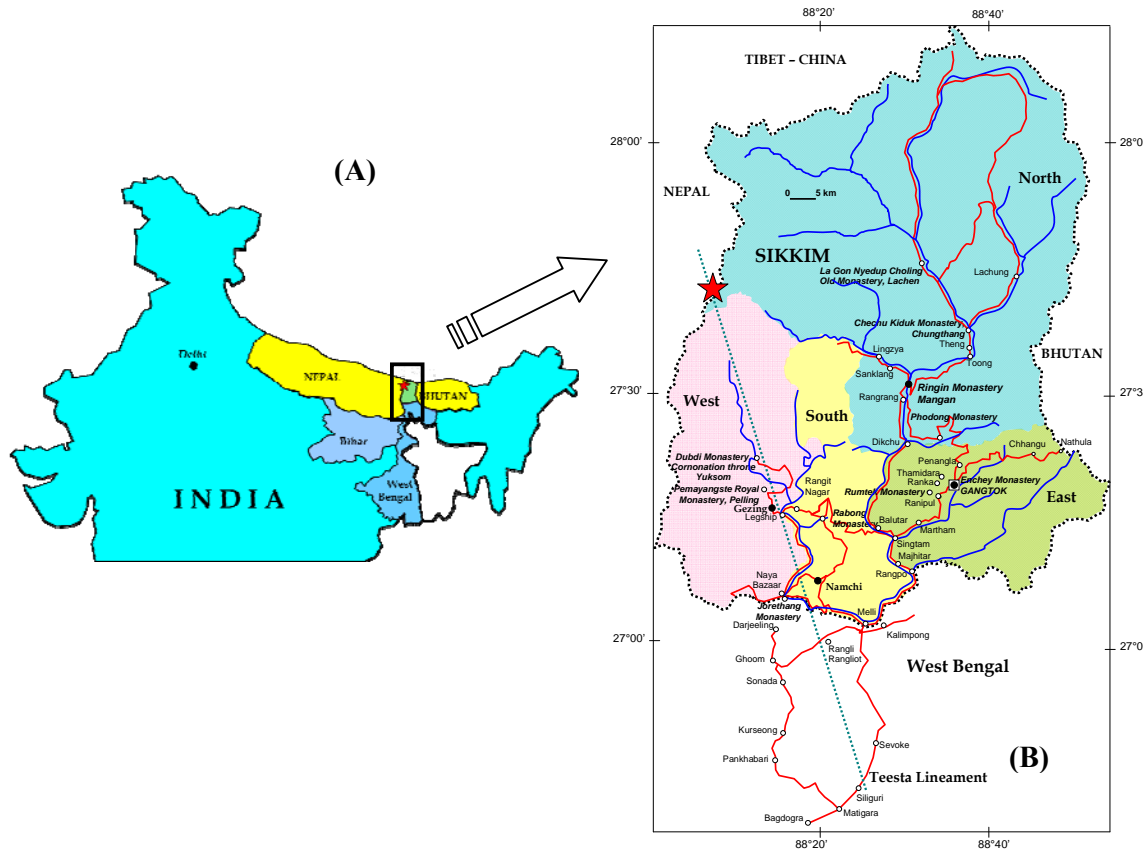 (A)
Delhi
NEPAL
BHUTAN
Bihar
West
Bengal
INDIA
88°20'
88°40'
TIBET – CHINA
28°00'
28°0
NEPAL
0 5 km
North
SIKKIM
La Gon Nyedup Choling
Old Monastery, Lachen
Lachung
Chechu Kiduk Monastery,
Chungthang
Theng
Toong
BHUTAN
Lingzya
Sanklang
27°30'
27°3
Ringin Monastery
Mangan
Rangrang
West
South
Phodong Monastery
Dikchu
Chhangu
Nathula
Penangla
Dubdi Monastery
Cornonation throne
Yuksom
Thamidara
Ranka
Enchey Monastery
GANGTOK
Rangit
Nagar
Pemayangste Royal
Monastery, Pelling
Rumtek Monastery
Ranipul
East
Gezing
Legship
Rabong
Monastery
Balutar
Martham
Singtam
Majhitar
Rangpo
Naya
Bazaar
Namchi
Jorethang
Monastery
Melli
Darjeeling
Kalimpong
27°00'
27°0
Rangli
Rangliot
Ghoom
West Bengal
Sonada
Kurseong
Sevoke
Pankhabari
(B)
Teesta Lineament
Siliguri
Matigara
Bagdogra
88°20'
88°40'